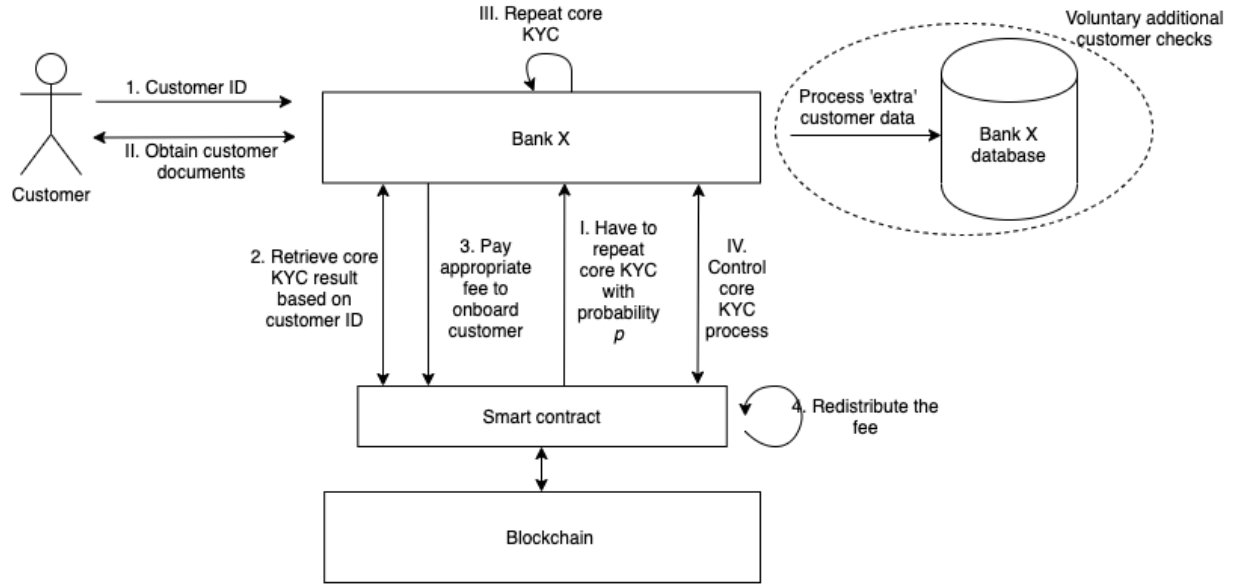 III. Repeat core
KYC
Voluntary additional
customer checks
1. Customer ID
Process 'extra'
customer data
Bank X
Bank X
database
II. Obtain customer
documents
Customer
2. Retrieve core
KYC result
based on
customer ID
3. Pay
appropriate
fee to
onboard
customer
I. Have to
repeat
core KYC
with
probability
p
IV.
Control
core
KYC
process
Smart contract
4. Redistribute the
fee
Blockchain